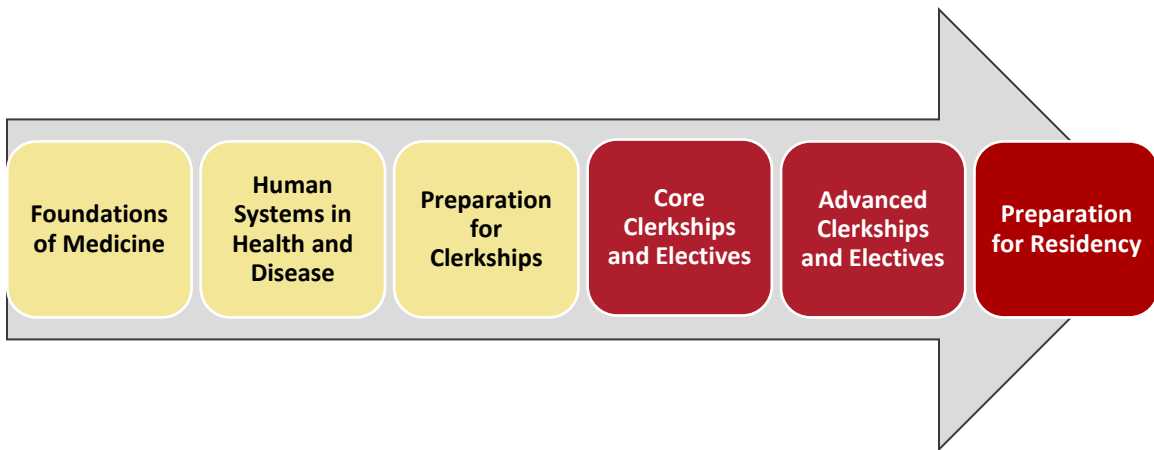 Foundations
of Medicine
Human
Systems in
Health and
Disease
Preparation
for
Clerkships
Core
Clerkships
and Electives
Advanced
Clerkships
and Electives
Preparation
for Residency